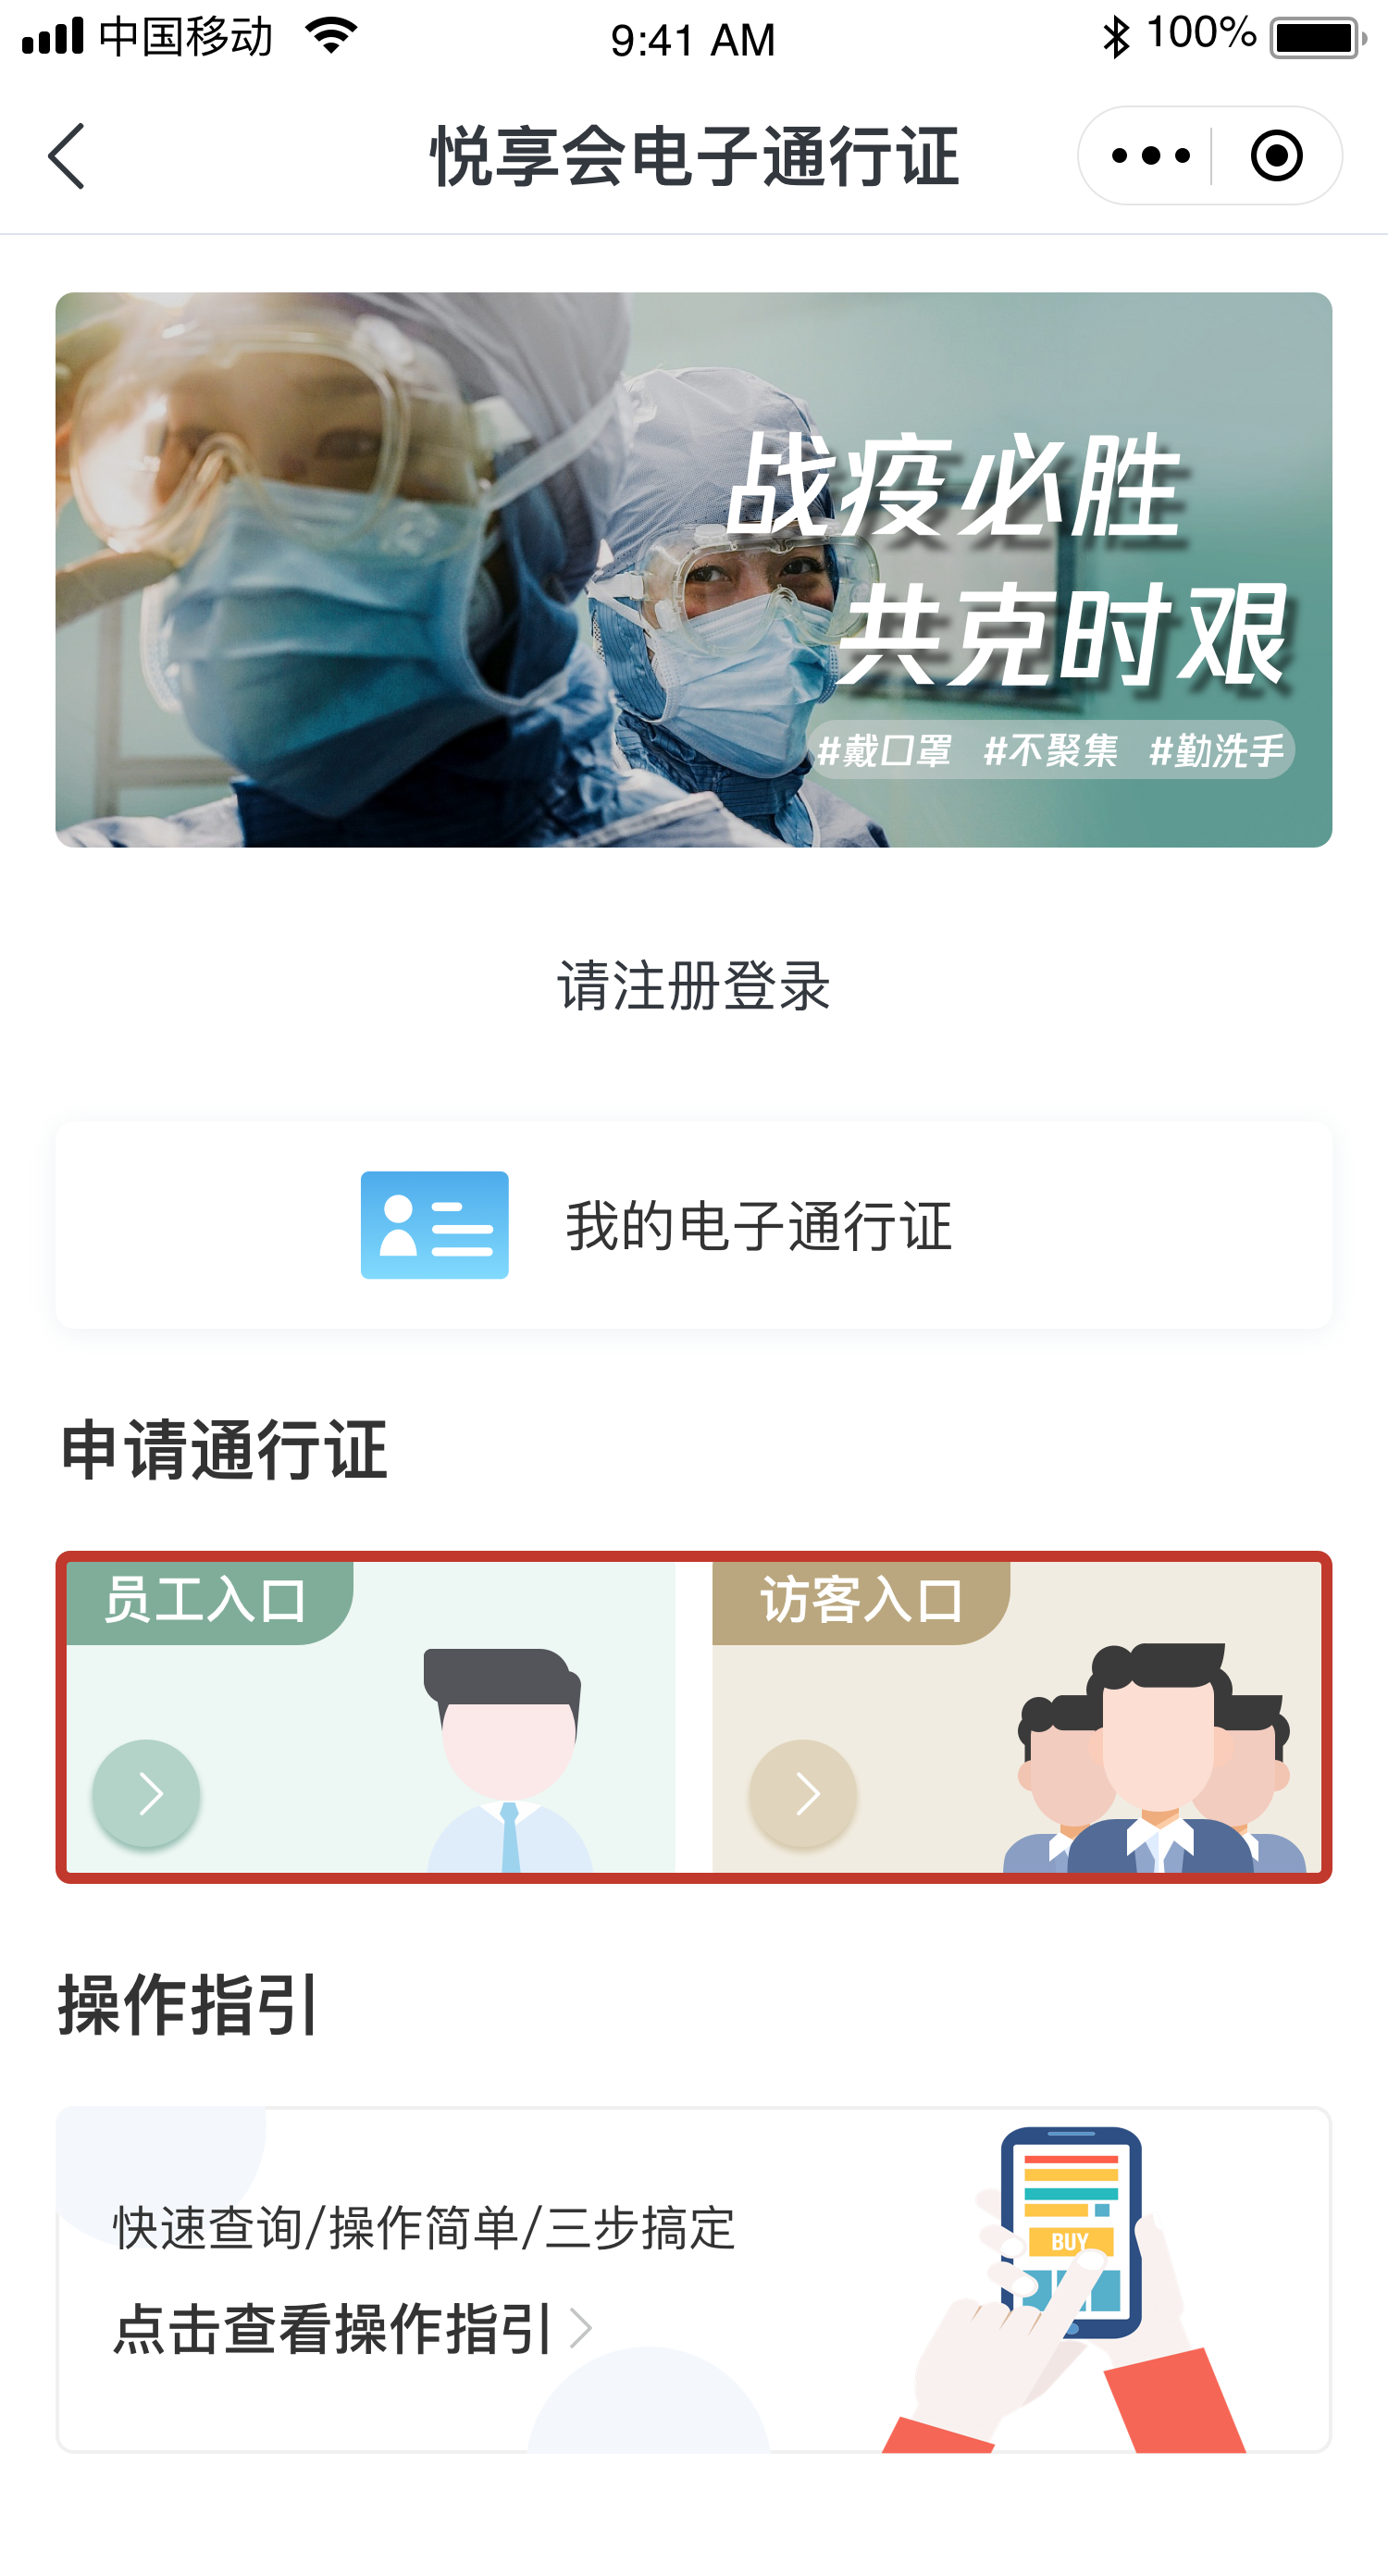 中国移动 9:41 AM 100%
悦享会电子通行证
战疫必胜
共克时艰
#戴口罩 #不聚集 #勤洗手
请注册登录
我的电子通行证
申请通行证
员工入口 访客入口
操作指引
快速查询/操作简单/三步搞定
BUY
点击查看操作指引